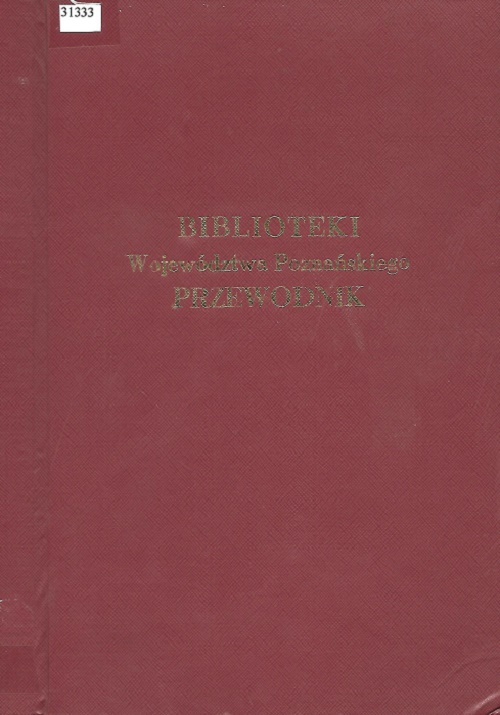 31333
BIBLIOTEKI
Województwa Poznańskiego
PRZEWODNIK